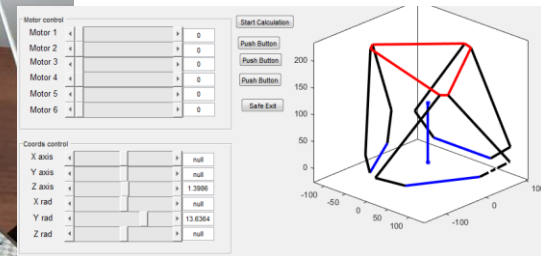 Motor control
Motor 1 0
Motor 2 0
Motor 3 0
Motor 4 0
Motor 5 0
Motor 6 0
Coords control
X axis null
Y axis null
Z axis 1.3986
X rad null
Y rad 13.6364
Z rad null
Start Calculation
Push Button
Push Button
Push Button
Safe Exit
200
150
100
50
0
-100
-50
0
50
100
-100
0